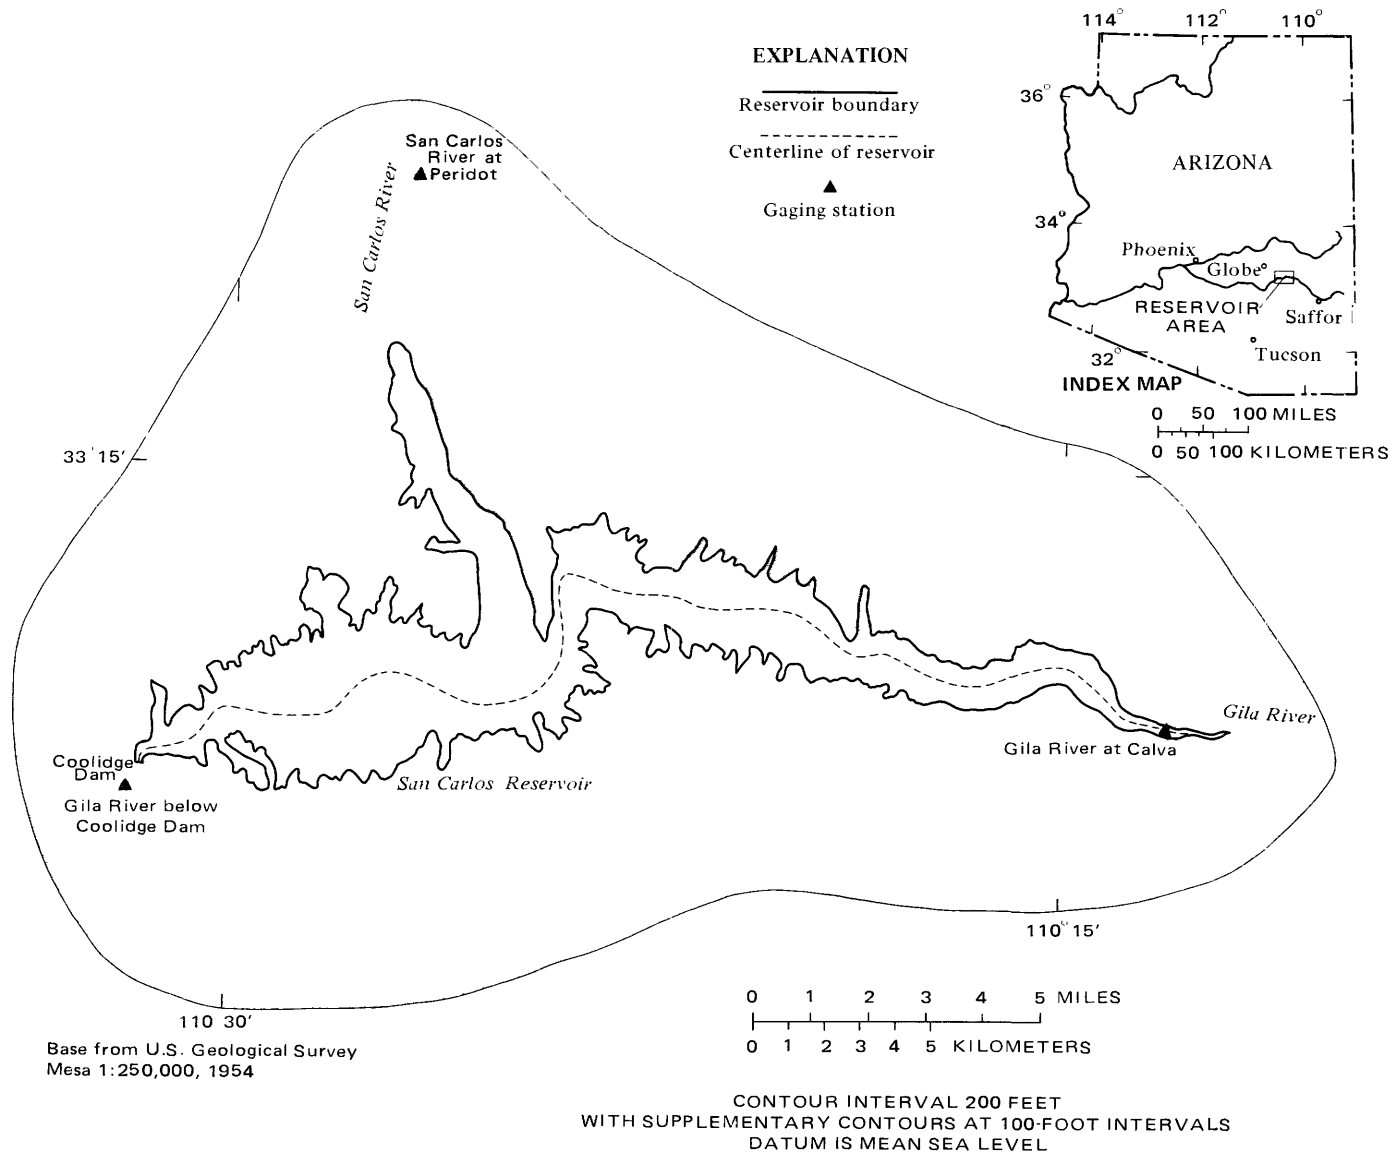 EXPLANATION
Reservoir boundary
Centerline of reservoir
Gaging station
114° 112° 110°
36°
ARIZONA
34°
Phoenix
Globe
RESERVOIR
AREA
Saffor
Tucson
32°
INDEX MAP
0 50 100 MILES
0 50 100 KILOMETERS
San Carlos
River at
Peridot
San Carlos River
33°15'
Coolidge
Dam
Gila River below
Coolidge Dam
San Carlos Reservoir
Gila River
Gila River at Calva
110°15'
110 30'
Base from U.S. Geological Survey
Mesa 1:250,000, 1954
0 1 2 3 4 5 MILES
0 1 2 3 4 5 KILOMETERS
CONTOUR INTERVAL 200 FEET
WITH SUPPLEMENTARY CONTOURS AT 100-FOOT INTERVALS
DATUM IS MEAN SEA LEVEL